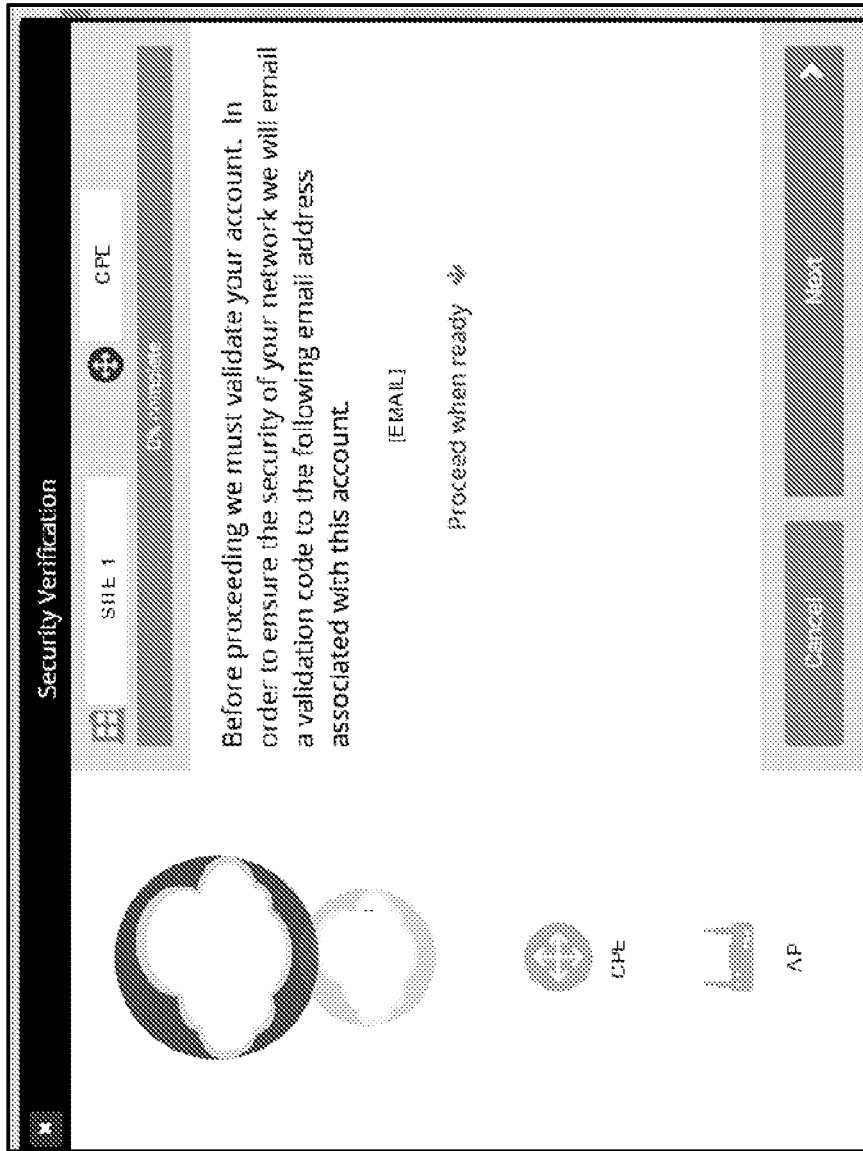 Security Verification
SITE 1
CPE
Before proceeding we must validate your account. In
order to ensure the security of your network we will email
a validation code to the following email address
associated with this account.
[EMAIL]
Proceed when ready
Cancel
Next
CPE
AP